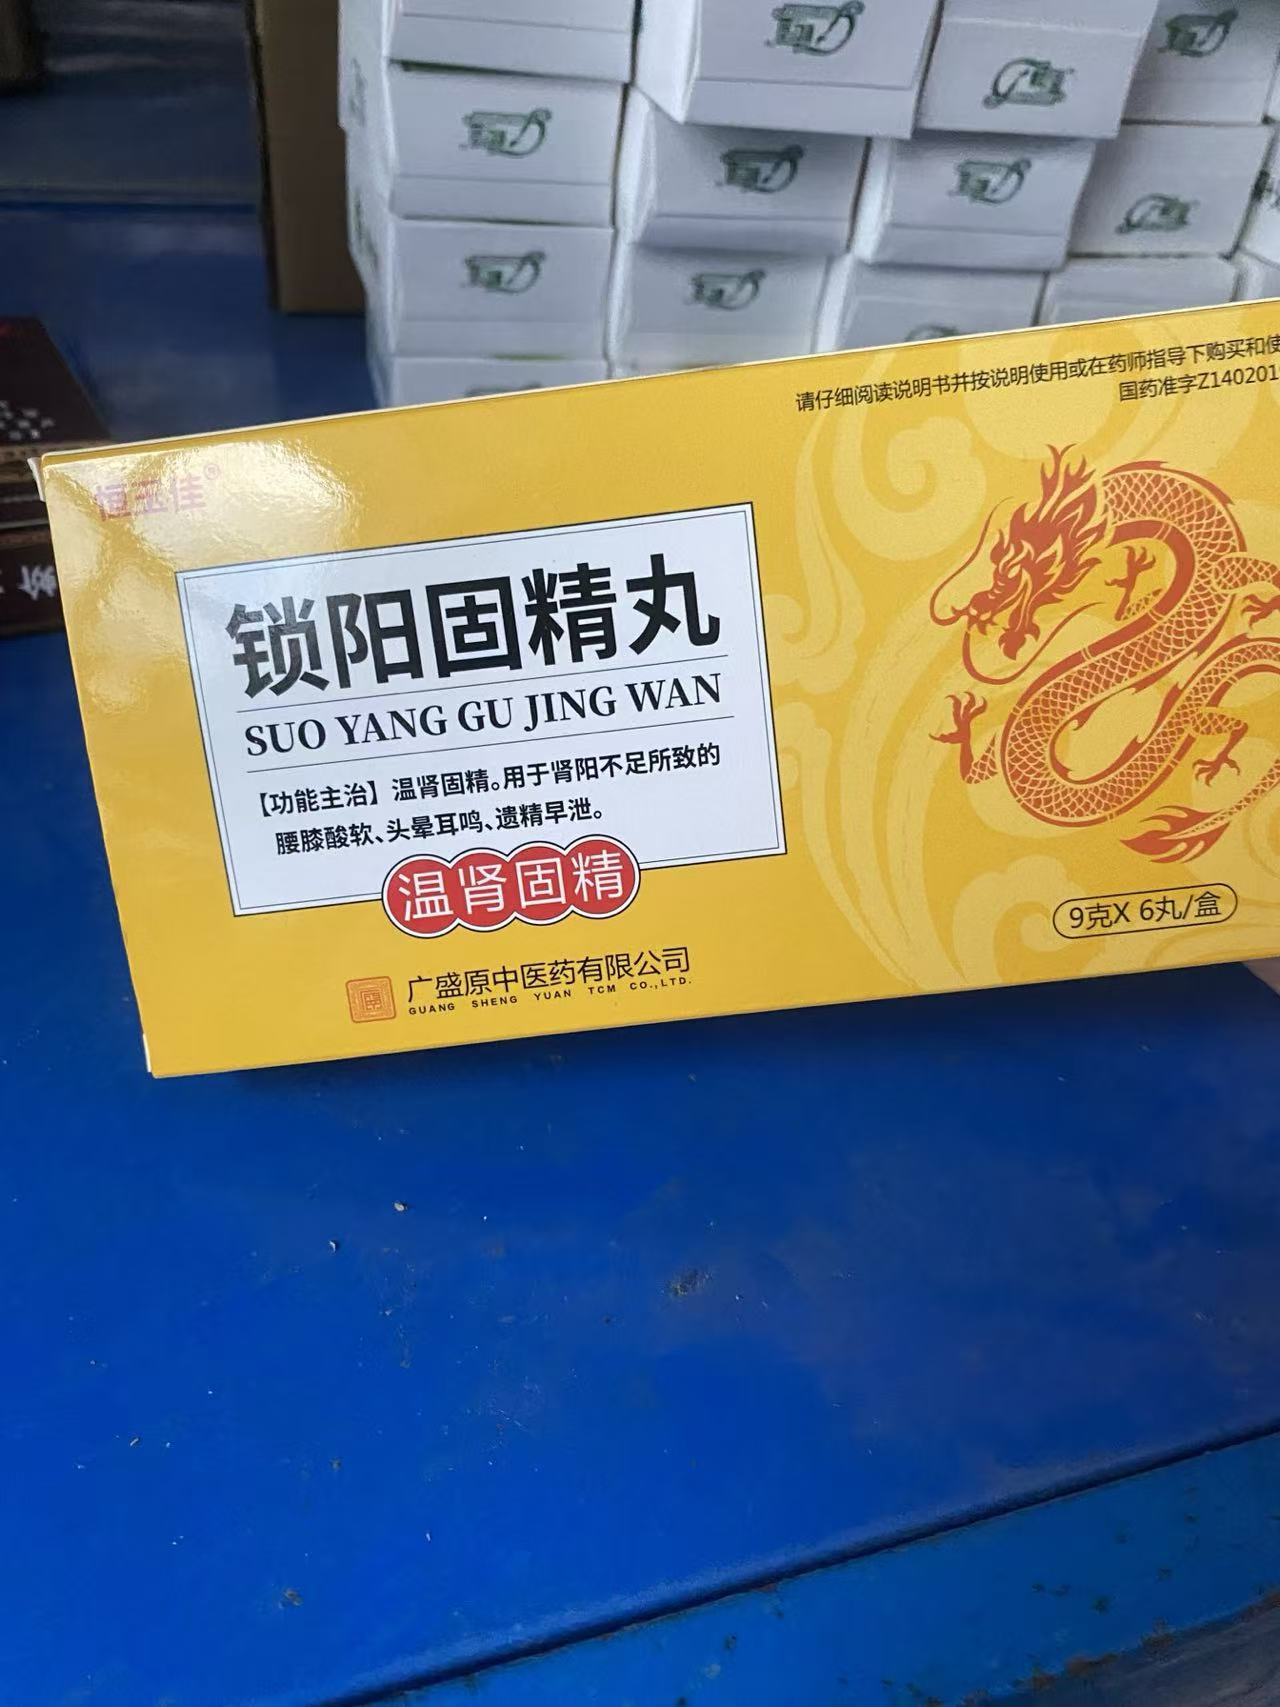 请仔细阅读说明书并按说明使用或在药师指导下购买和使
国药准字Z1402019
恒玉佳®
锁阳固精丸
SUO YANG GU JING WAN
【功能主治】温肾固精。用于肾阳不足所致的
腰膝酸软、头晕耳鸣、遗精早泄。
温肾固精
9克X 6丸/盒
广盛原中医药有限公司
GUANG SHENG YUAN TCM CO.,LTD.